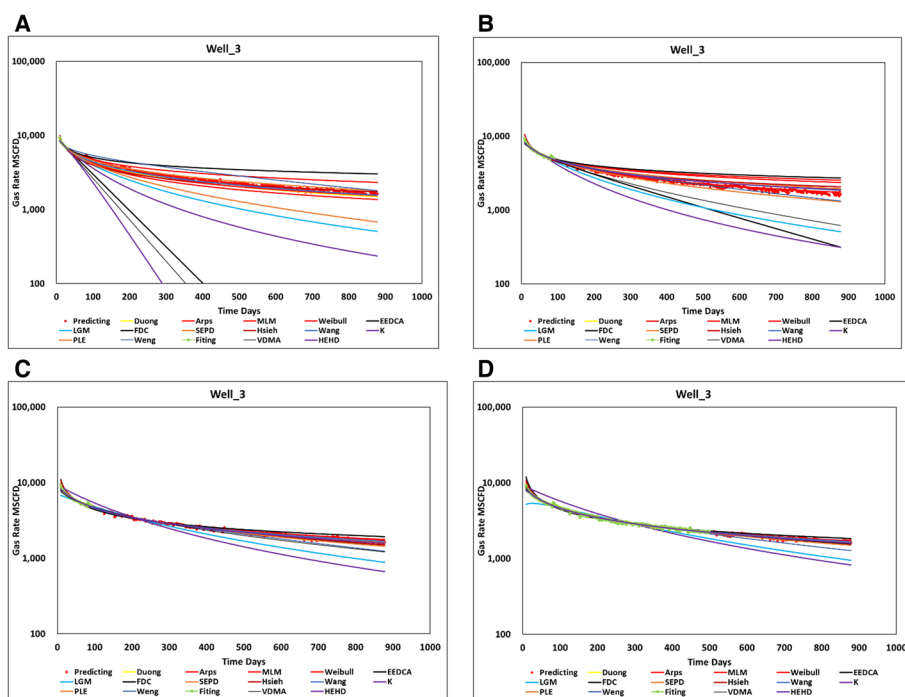 A
Well_3
100,000
10,000
1,000
100
Gas Rate MSCFD
0 100 200 300 400 500 600 700 800 900 1000
Time Days
Predicting Duong Arps MLM Weibull EEDCA
LGM FDC SEPD Hsieh Wang K
PLE Weng Fiting VDMA HEHD
B
Well_3
100,000
10,000
1,000
100
Gas Rate MSCFD
0 100 200 300 400 500 600 700 800 900 1000
Time Days
Predicting Duong Arps MLM Weibull EEDCA
LGM FDC SEPD Hsieh Wang K
PLE Weng Fiting VDMA HEHD
C
Well_3
100,000
10,000
1,000
100
Gas Rate MSCFD
0 100 200 300 400 500 600 700 800 900 1000
Time Days
Predicting Duong Arps MLM Weibull EEDCA
LGM FDC SEPD Hsieh Wang K
PLE Weng Fiting VDMA HEHD
D
Well_3
100,000
10,000
1,000
100
Gas Rate MSCFD
0 100 200 300 400 500 600 700 800 900 1000
Time Days
Predicting Duong Arps MLM Weibull EEDCA
LGM FDC SEPD Hsieh Wang K
PLE Weng Fiting VDMA HEHD